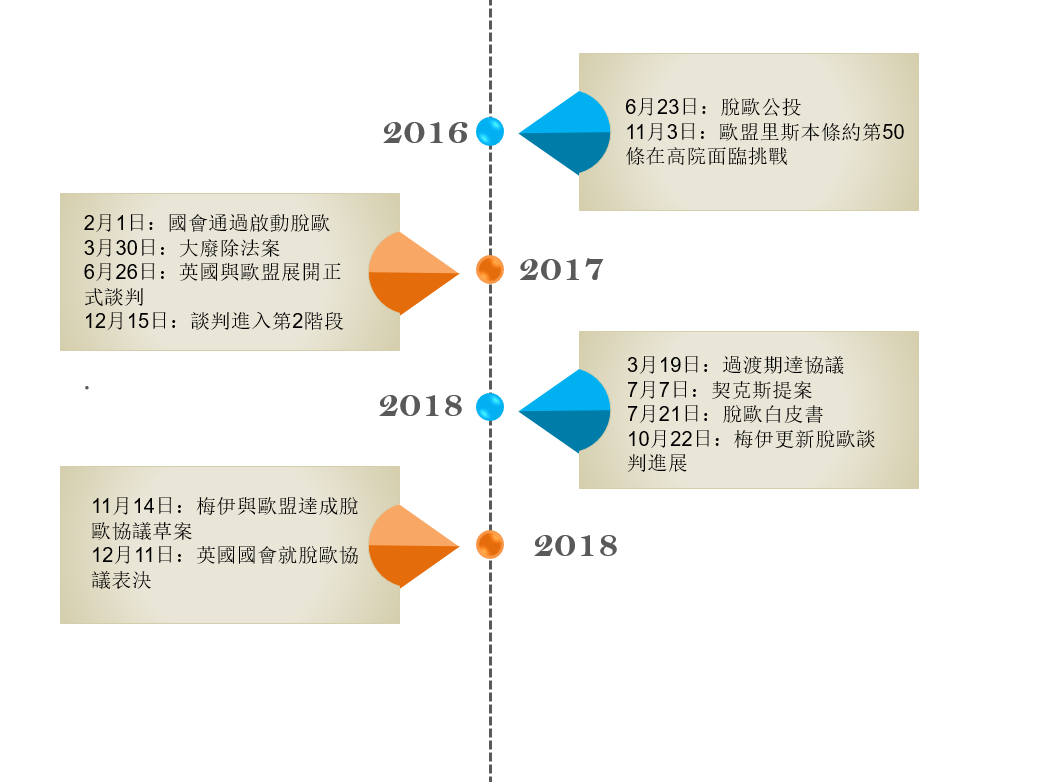 2016
6月23日：脫歐公投
11月3日：歐盟里斯本條約第50
條在高院面臨挑戰
2月1日：國會通過啟動脫歐
3月30日：大廢除法案
6月26日：英國與歐盟展開正
式談判
12月15日：談判進入第2階段
2017
.
2018
3月19日：過渡期達協議
7月7日：契克斯提案
7月21日：脫歐白皮書
10月22日：梅伊更新脫歐談
判進展
11月14日：梅伊與歐盟達成脫
歐協議草案
12月11日：英國國會就脫歐協
議表決
2018